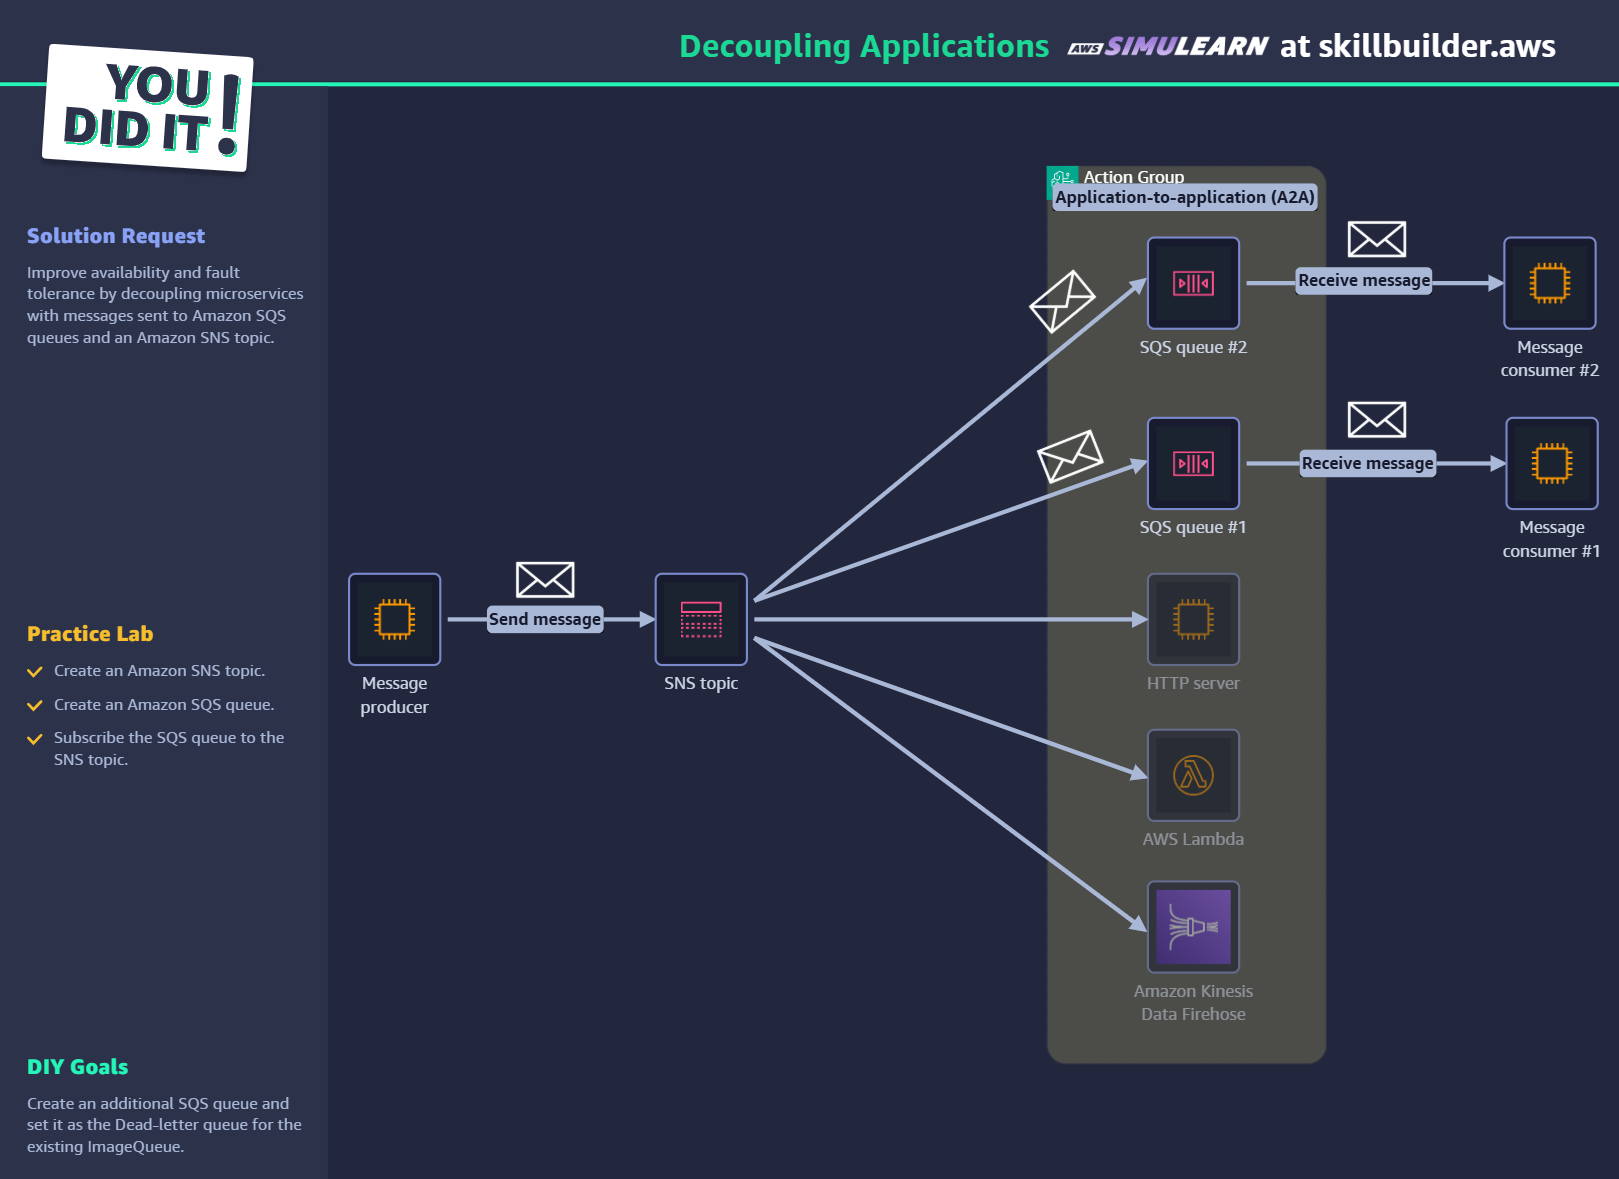 Decoupling Applications aws SIMULEARN at skillbuilder.aws
YOU
DID IT!
Solution Request
Improve availability and fault
tolerance by decoupling microservices
with messages sent to Amazon SQS
queues and an Amazon SNS topic.
Practice Lab
Create an Amazon SNS topic.
Create an Amazon SQS queue.
Subscribe the SQS queue to the
SNS topic.
DIY Goals
Create an additional SQS queue and
set it as the Dead-letter queue for the
existing ImageQueue.
Message
producer
Send message
SNS topic
Action Group
Application-to-application (A2A)
SQS queue #2
Receive message
Message
consumer #2
SQS queue #1
Receive message
Message
consumer #1
HTTP server
AWS Lambda
Amazon Kinesis
Data Firehose